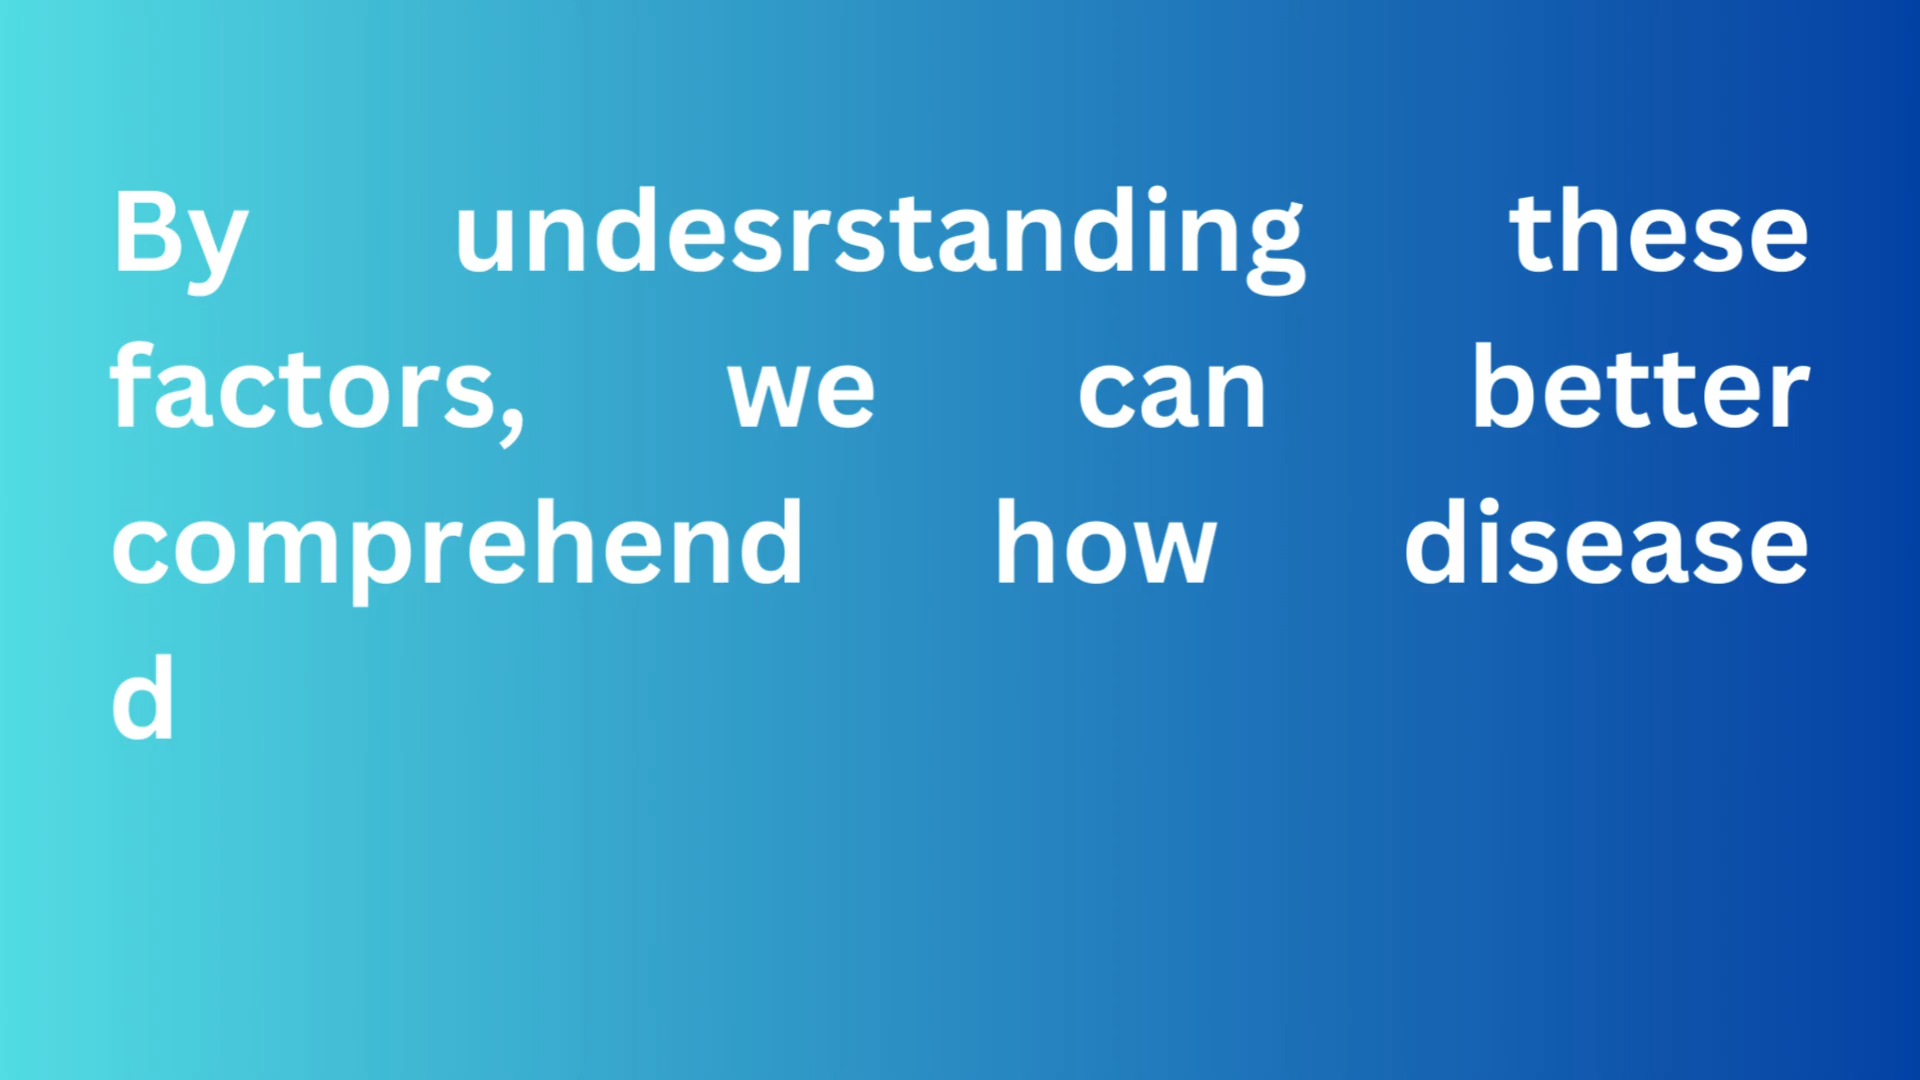 By undesrstanding these
factors, we can better
comprehend how disease
d